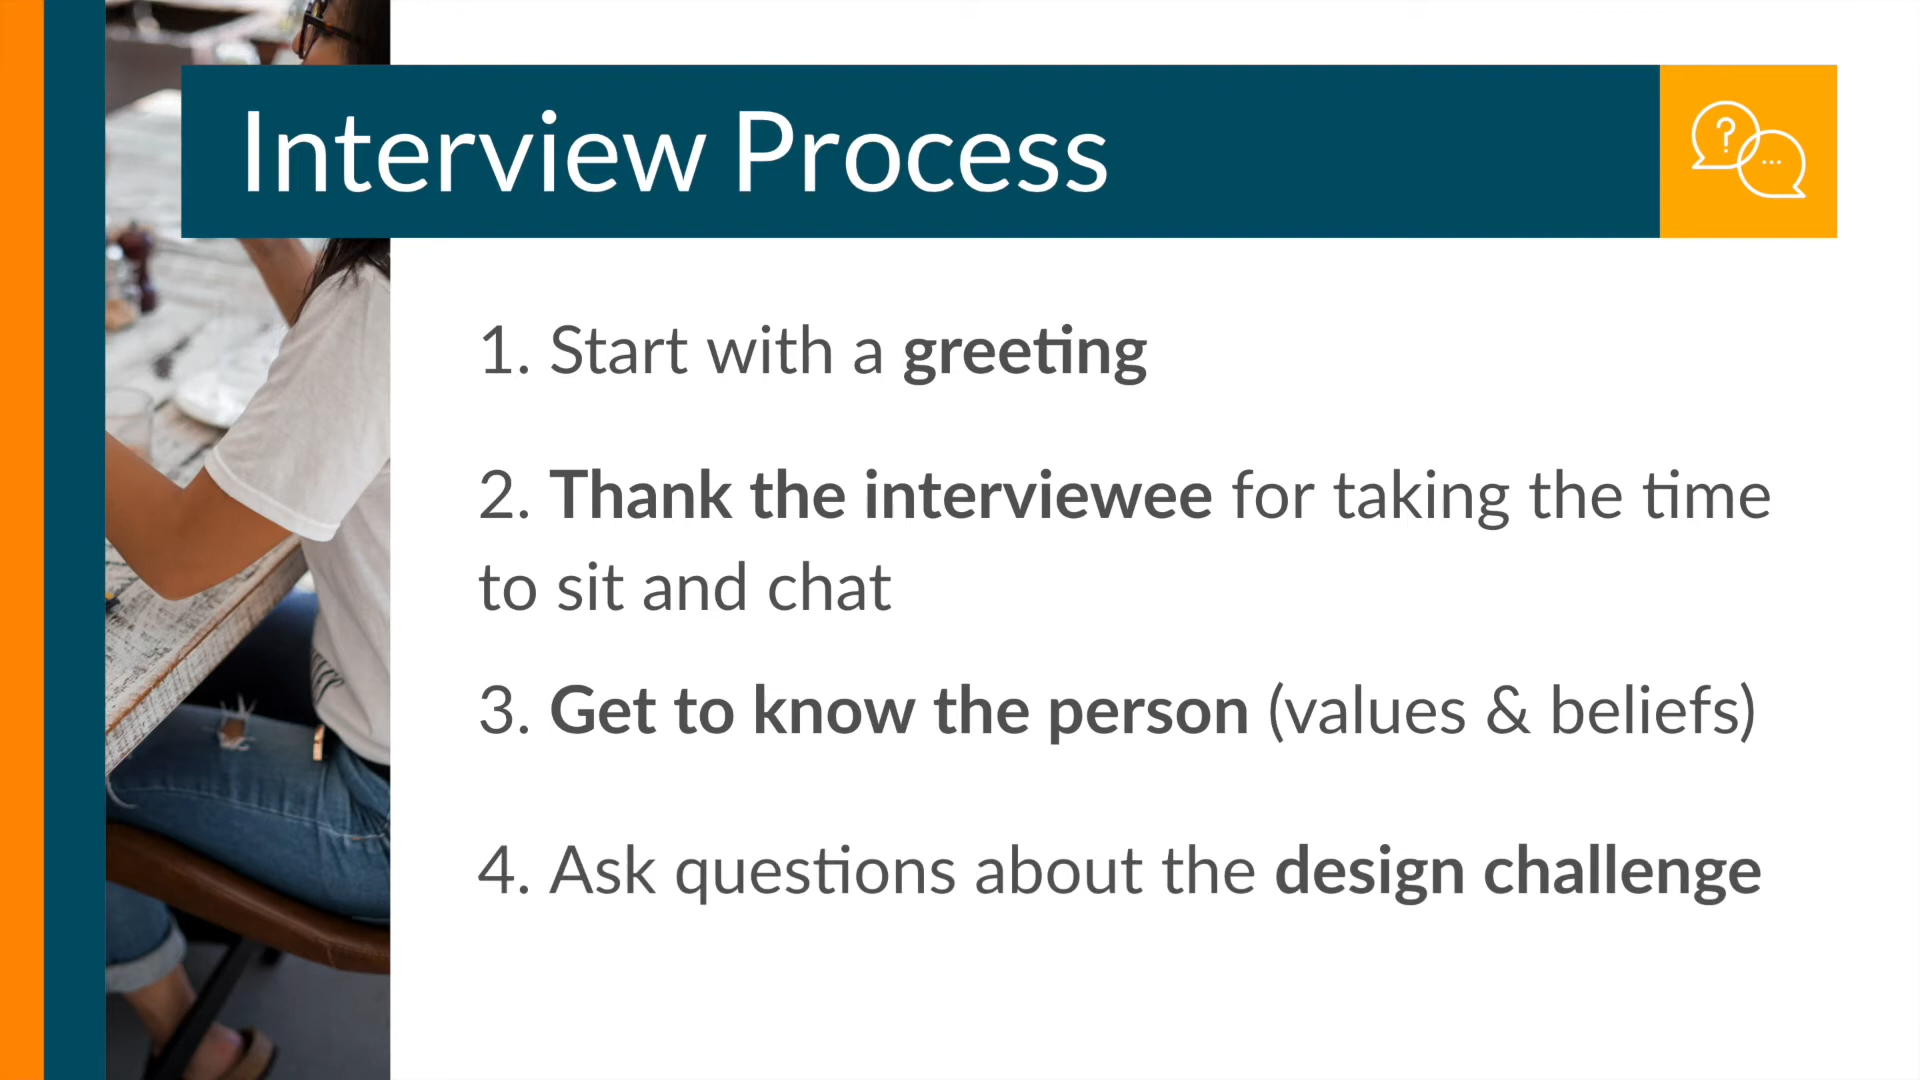 Interview Process
?
...
1. Start with a greeting
2. Thank the interviewee for taking the time
to sit and chat
3. Get to know the person (values & beliefs)
4. Ask questions about the design challenge